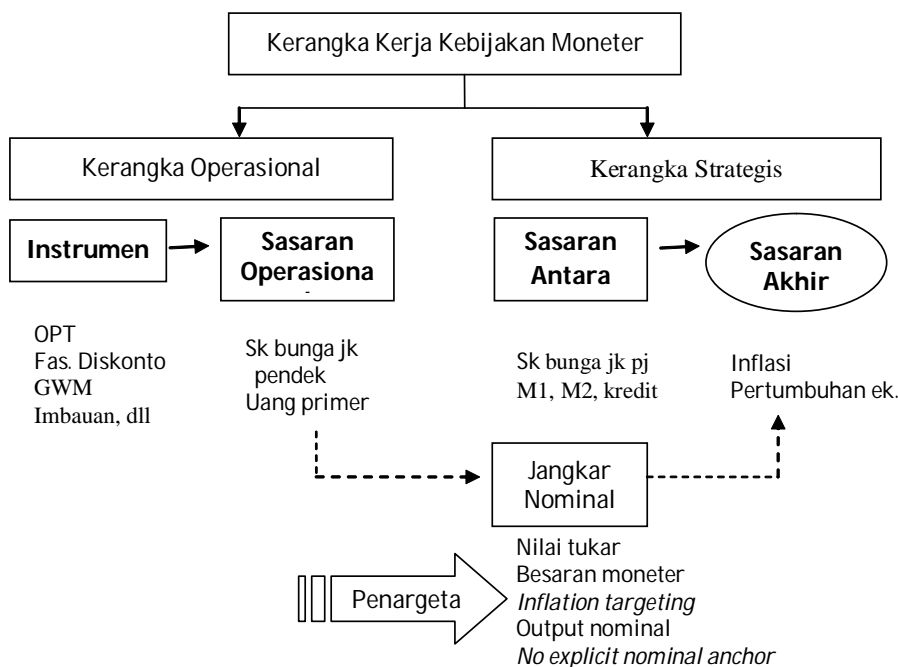 Kerangka Kerja Kebijakan Moneter
Kerangka Operasional
Kerangka Strategis
Instrumen
Sasaran
Operasiona
Sasaran
Antara
Sasaran
Akhir
OPT
Fas. Diskonto
GWM
Imbauan, dll
Sk bunga jk
pendek
Uang primer
Sk bunga jk pj
M1, M2, kredit
Inflasi
Pertumbuhan ek.
Jangkar
Nominal
Penargeta
Nilai tukar
Besaran moneter
Inflation targeting
Output nominal
No explicit nominal anchor